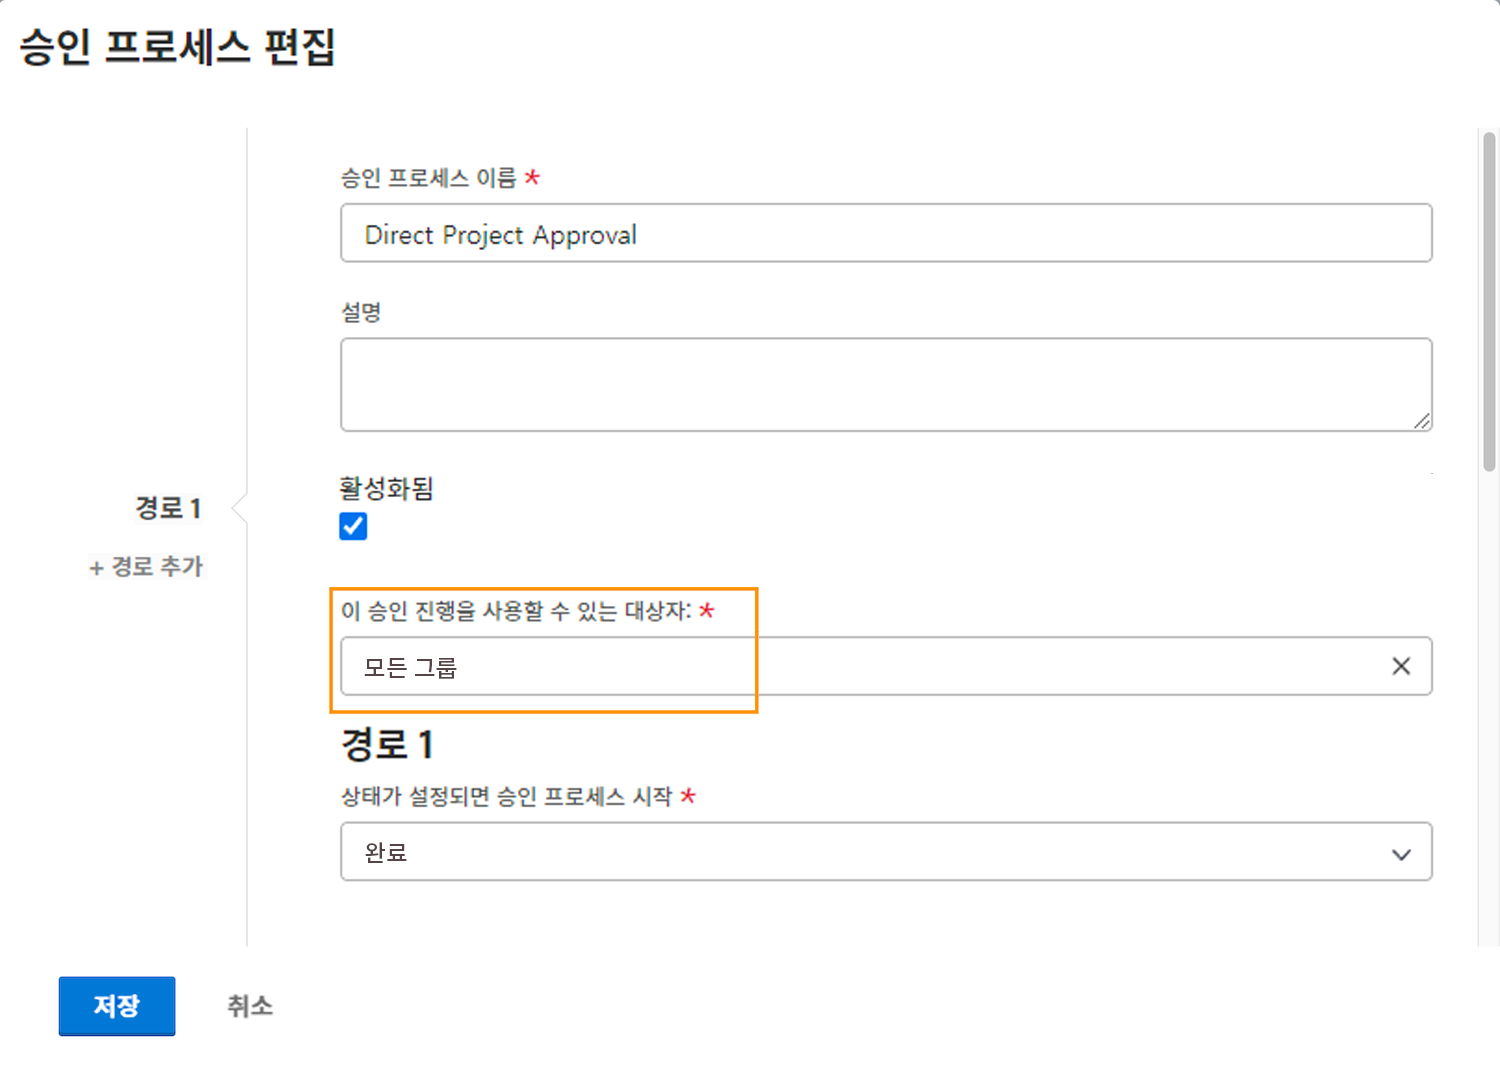 승인 프로세스 편집
승인 프로세스 이름 *
Direct Project Approval
설명
활성화됨
경로 1
+ 경로 추가
이 승인 진행을 사용할 수 있는 대상자: *
모든 그룹
경로 1
상태가 설정되면 승인 프로세스 시작 *
완료
저장 취소